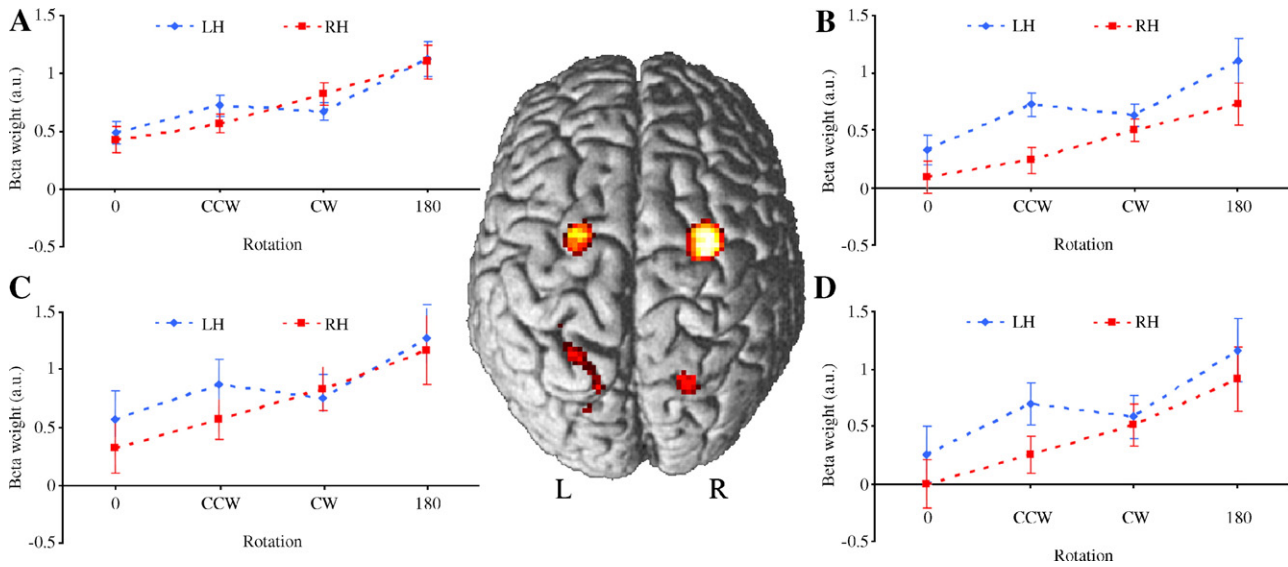 A
1.5
LH
RH
1
0.5
0
-0.5
Beta weight (a.u.)
0
CCW
CW
180
Rotation
B
1.5
LH
RH
1
0.5
0
-0.5
Beta weight (a.u.)
0
CCW
CW
180
Rotation
C
1.5
LH
RH
1
0.5
0
-0.5
Beta weight (a.u.)
0
CCW
CW
180
Rotation
L
R
D
1.5
LH
RH
1
0.5
0
-0.5
Beta weight (a.u.)
0
CCW
CW
180
Rotation